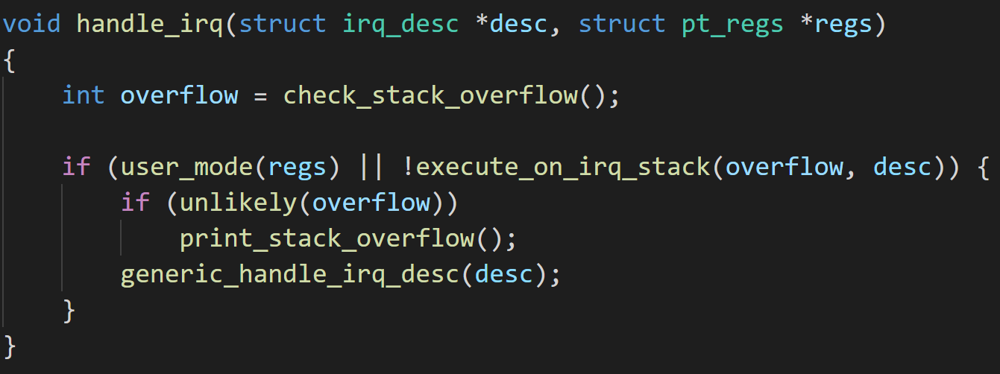 void handle_irq(struct irq_desc *desc, struct pt_regs *regs)
{
    int overflow = check_stack_overflow();

    if (user_mode(regs) || !execute_on_irq_stack(overflow, desc)) {
        if (unlikely(overflow))
            print_stack_overflow();
        generic_handle_irq_desc(desc);
    }
}